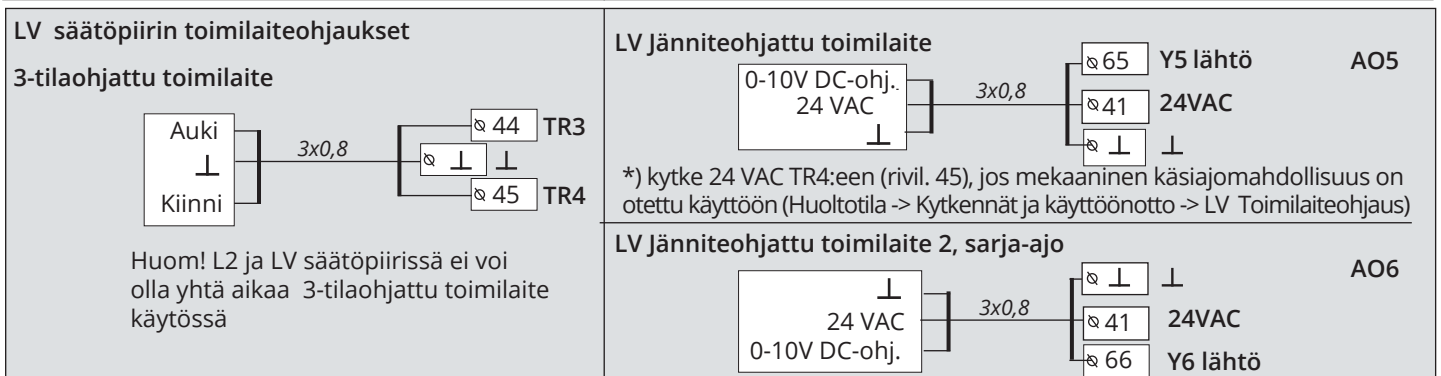 LV säätöpiirin toimilaiteohjaukset
3-tilaohjattu toimilaite
Auki
⊥
Kiinni
3x0,8
44 TR3
⊥ ⊥
45 TR4
Huom! L2 ja LV säätöpiirissä ei voi
olla yhtä aikaa 3-tilaohjattu toimilaite
käytössä
LV Jänniteohjattu toimilaite
0-10V DC-ohj.
24 VAC
⊥
3x0,8
65 Y5 lähtö AO5
41 24VAC
⊥ ⊥
*) kytke 24 VAC TR4:een (rivil. 45), jos mekaaninen käsiajomahdollisuus on
otettu käyttöön (Huoltotila -> Kytkennät ja käyttöönotto -> LV Toimilaiteohjaus)
LV Jänniteohjattu toimilaite 2, sarja-ajo
⊥
24 VAC
0-10V DC-ohj.
3x0,8
⊥ ⊥ AO6
41 24VAC
66 Y6 lähtö